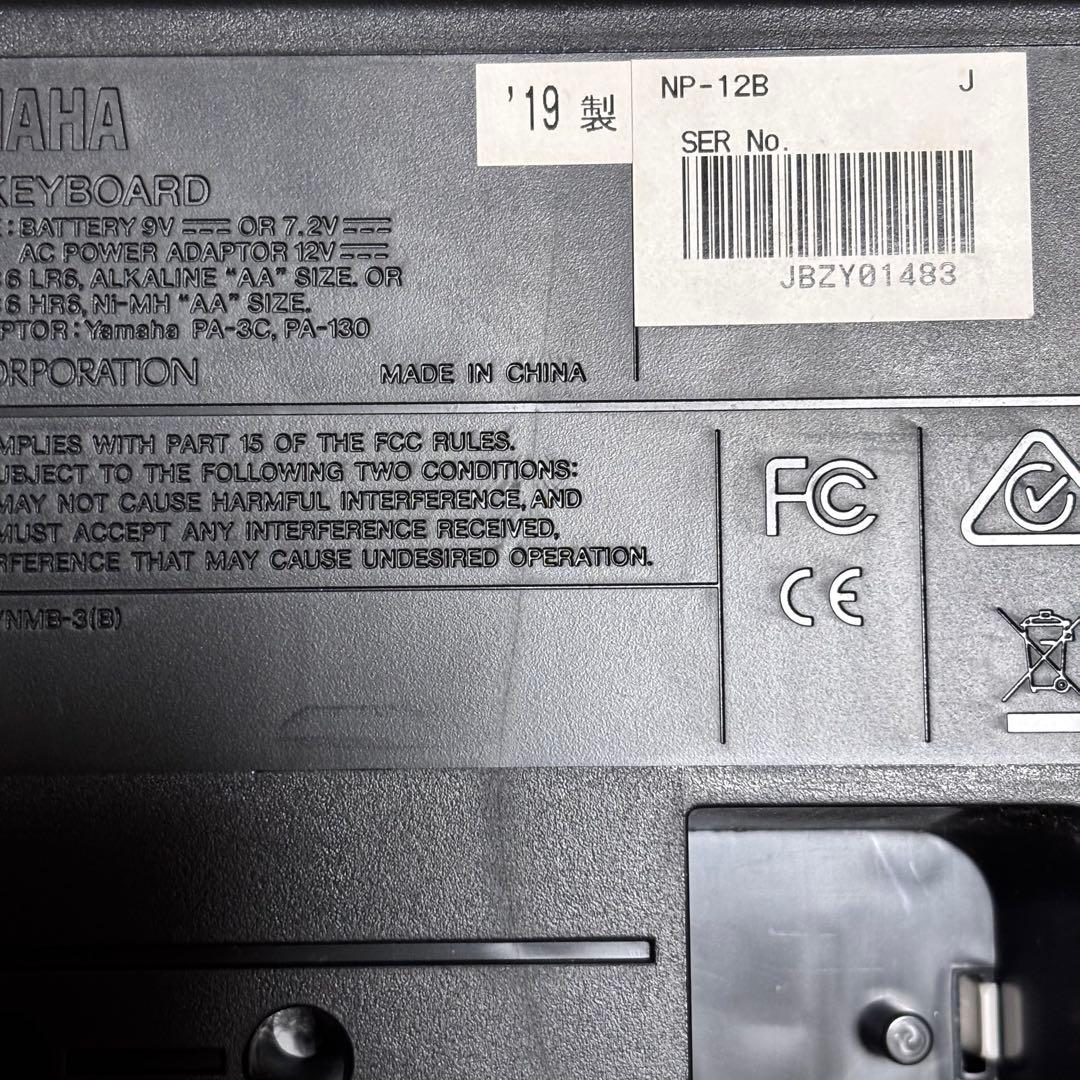 '19 製
NP-12B J
SER No.
JBZY01483
MAHA
KEYBOARD
: BATTERY 9V ⎓ OR 7.2V ⎓
AC POWER ADAPTOR 12V ⎓
6 LR6, ALKALINE “AA” SIZE. OR
6 HR6, Ni-MH “AA” SIZE.
PTOR : Yamaha PA-3C, PA-130
ORPORATION
MADE IN CHINA
MPLIES WITH PART 15 OF THE FCC RULES.
UBJECT TO THE FOLLOWING TWO CONDITIONS:
MAY NOT CAUSE HARMFUL INTERFERENCE, AND
MUST ACCEPT ANY INTERFERENCE RECEIVED,
RFERENCE THAT MAY CAUSE UNDESIRED OPERATION.
/NMB-3(B)
FC
CE